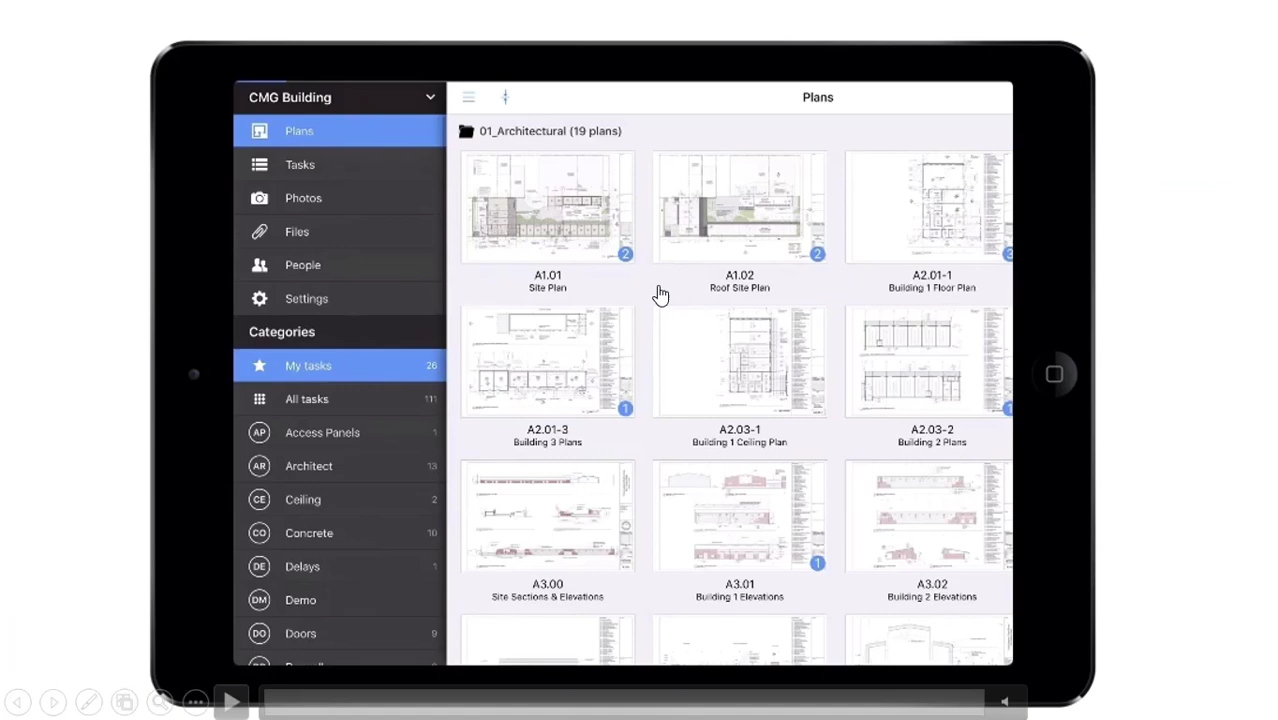 CMG Building
Plans
Tasks
Photos
Files
People
Settings
Categories
My tasks 26
All tasks 111
AP Access Panels 1
AR Architect 13
CE Ceiling 2
CO Concrete 10
DE Delays 1
DM Demo
DO Doors 9
Plans
01_Architectural (19 plans)
2 2 3
A1.01 A1.02 A2.01-1
Site Plan Roof Site Plan Building 1 Floor Plan
1 1
A2.01-3 A2.03-1 A2.03-2
Building 3 Plans Building 1 Ceiling Plan Building 2 Plans
1
A3.00 A3.01 A3.02
Site Sections & Elevations Building 1 Elevations Building 2 Elevations